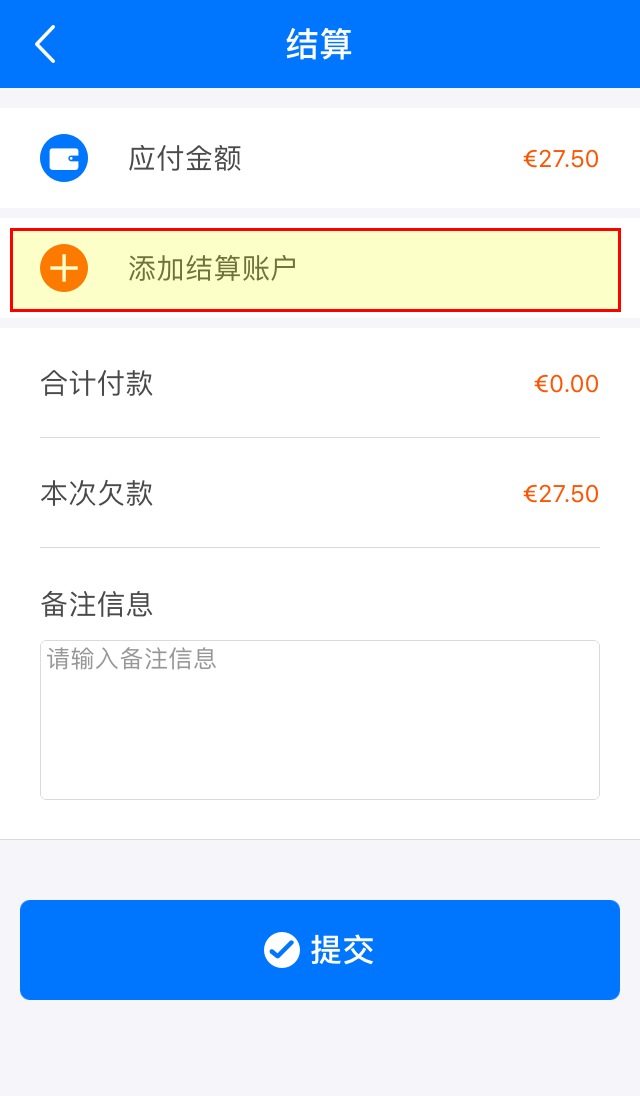 结算
应付金额 €27.50
添加结算账户
合计付款 €0.00
本次欠款 €27.50
备注信息
请输入备注信息
提交